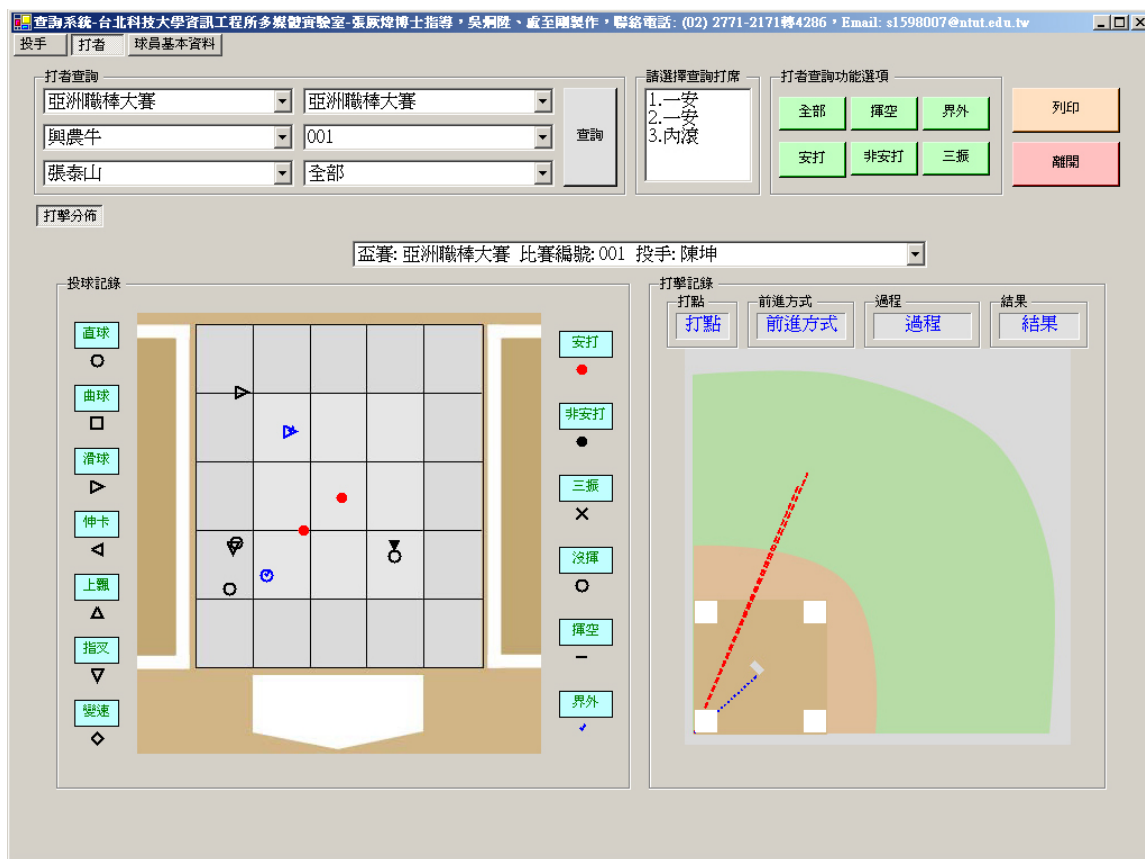 查詢系統-台北科技大學資訊工程所多媒體實驗室-張厥煒博士指導，吳炯陞、盧至剛製作，聯絡電話: (02) 2771-2171轉4286，Email: s1598007@ntut.edu.tw
投手 打者 球員基本資料
打者查詢 請選擇查詢打席 打者查詢功能選項
亞洲職棒大賽 亞洲職棒大賽
興農牛 001
張泰山 全部
查詢
1.一安
2.一安
3.內滾
全部 揮空 界外
安打 非安打 三振
列印
離開
打擊分佈
盃賽: 亞洲職棒大賽 比賽編號: 001 投手: 陳坤
投球記錄
直球
曲球
滑球
伸卡
上飄
指叉
變速
安打
非安打
三振
沒揮
揮空
界外
打擊記錄
打點 前進方式 過程 結果
打點 前進方式 過程 結果